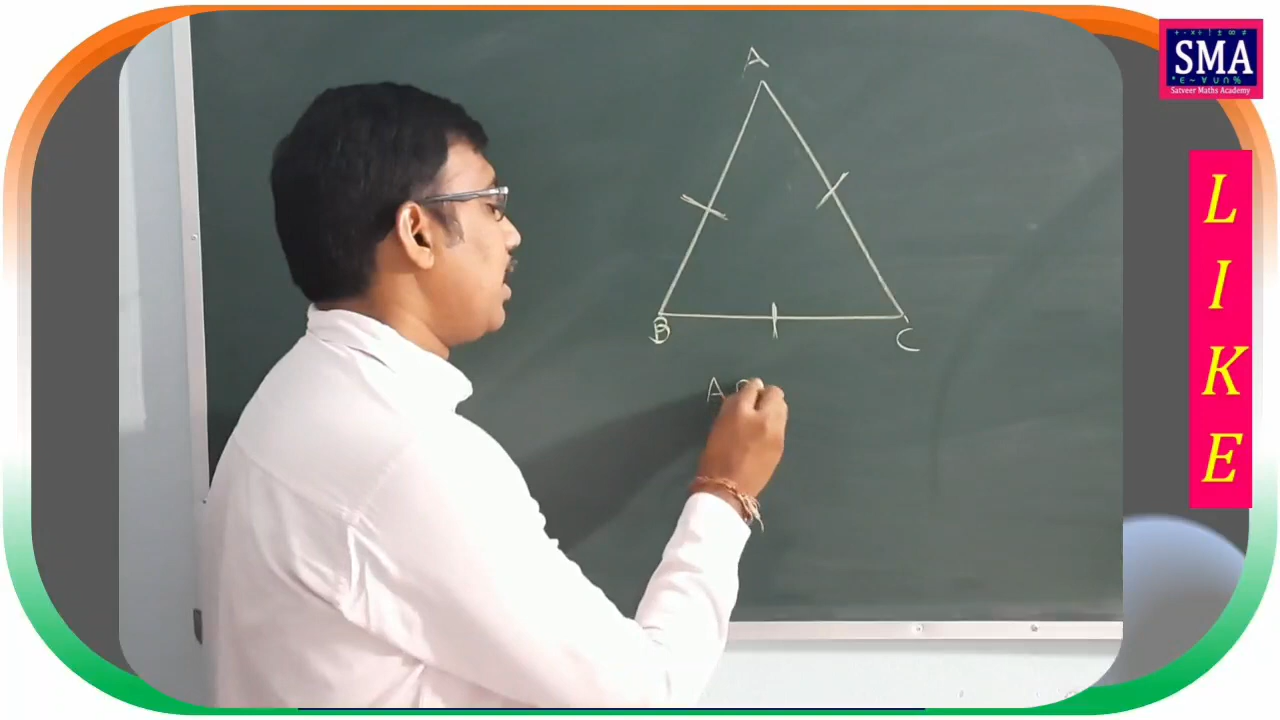 + - × ÷ ! ± ∞ ≠
SMA
Satveer Maths Academy
L
I
K
E
A
B
C
A